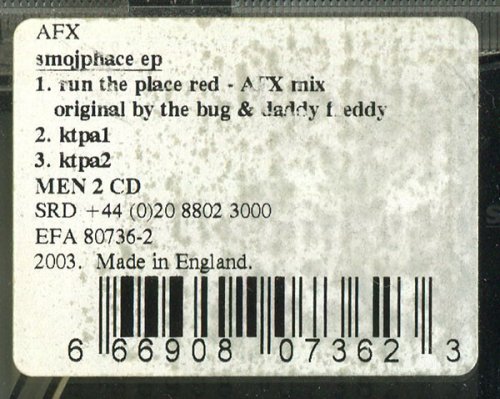 AFX
smojphace ep
1. run the place red - AFX mix
original by the bug & daddy freddy
2. ktpa1
3. ktpa2
MEN 2 CD
SRD +44 (0)20 8802 3000
EFA 80736-2
2003. Made in England.
6 66908 07362 3